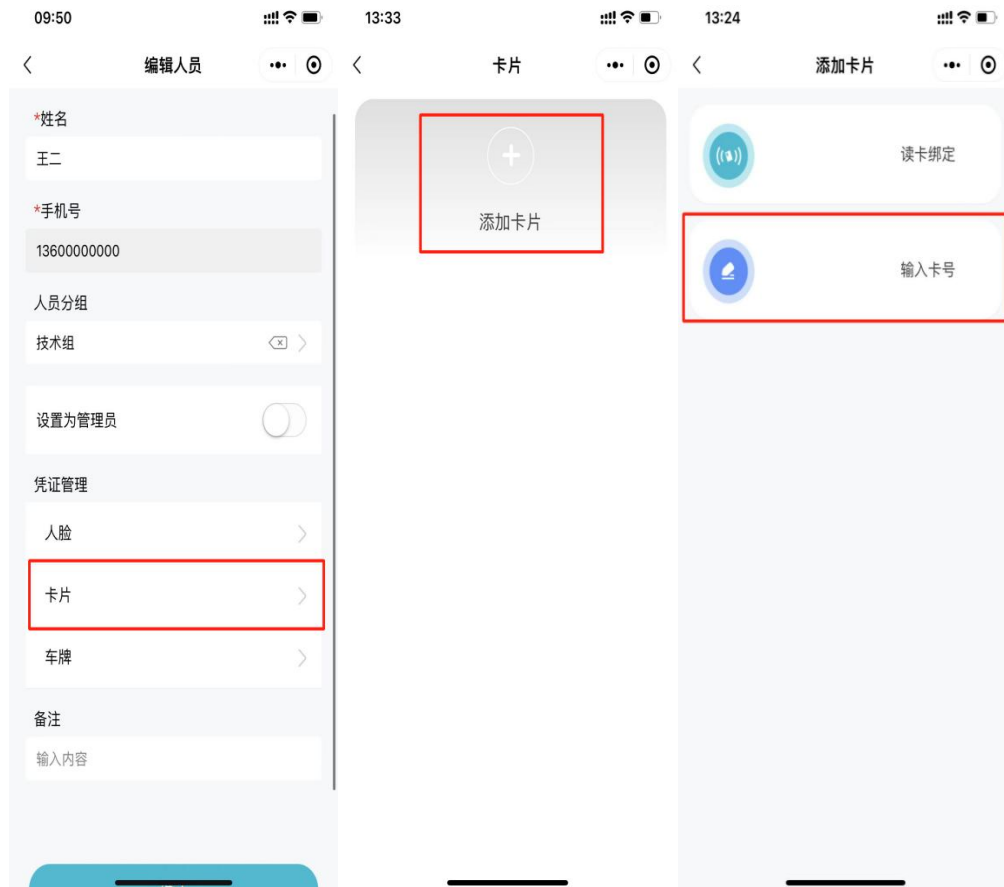 09:50
编辑人员
*姓名
王二
*手机号
13600000000
人员分组
技术组
设置为管理员
凭证管理
人脸
卡片
车牌
备注
输入内容
13:33
卡片
添加卡片
13:24
添加卡片
读卡绑定
输入卡号